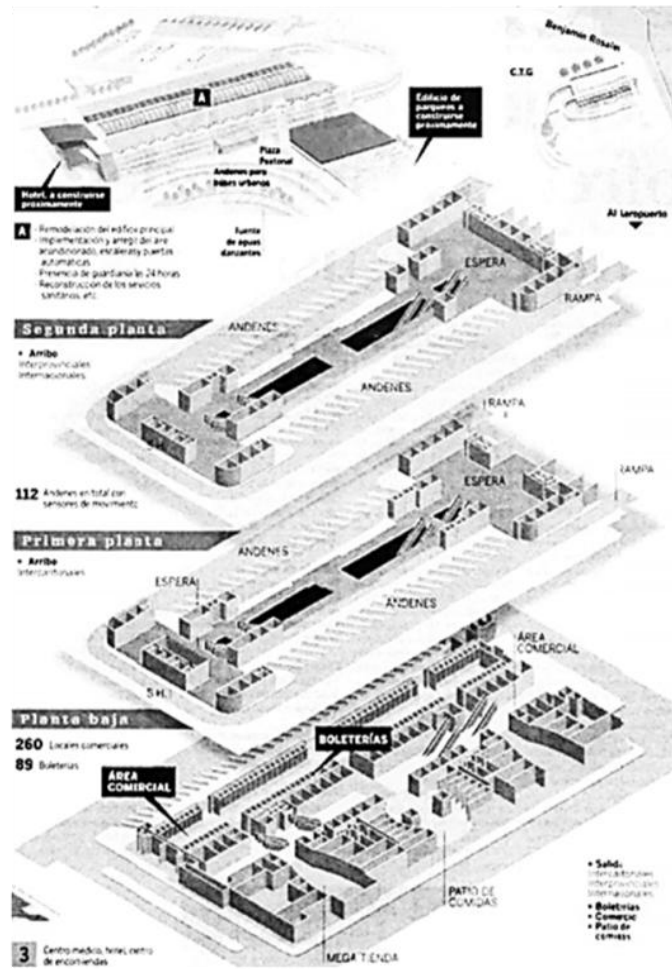 Benjamín Rosales
C.T.G
A
Edificio de
parqueos a
construirse
próximamente
Plaza
Peatonal
Andenes para
buses urbanos
Hotel, a construirse
próximamente
Al aeropuerto
A
- Remodelación del edificio principal
- Implementación y arreglo del aire
acondicionado, escaleras y puertas
automáticas
- Presencia de guardianía las 24 horas
- Reconstrucción de los servicios
sanitarios, etc.
Fuente
de aguas
danzantes
ESPERA
RAMPA
Segunda planta
ANDENES
• Arribo
Interprovinciales
Internacionales
ANDENES
RAMPA
112 Andenes en total con
sensores de movimiento
ESPERA
RAMPA
Primera planta
ANDENES
• Arribo
Intercantonales
ESPERA
ANDENES
ÁREA
COMERCIAL
Planta baja
260 Locales comerciales
89 Boleterías
BOLETERÍAS
ÁREA
COMERCIAL
• Salida
Intercantonales
Interprovinciales
Internacionales
• Boleterías
• Comercio
• Patio de
comidas
PATIO DE
COMIDAS
3 Centro médico, hotel, centro
de encomiendas
MEGA TIENDA